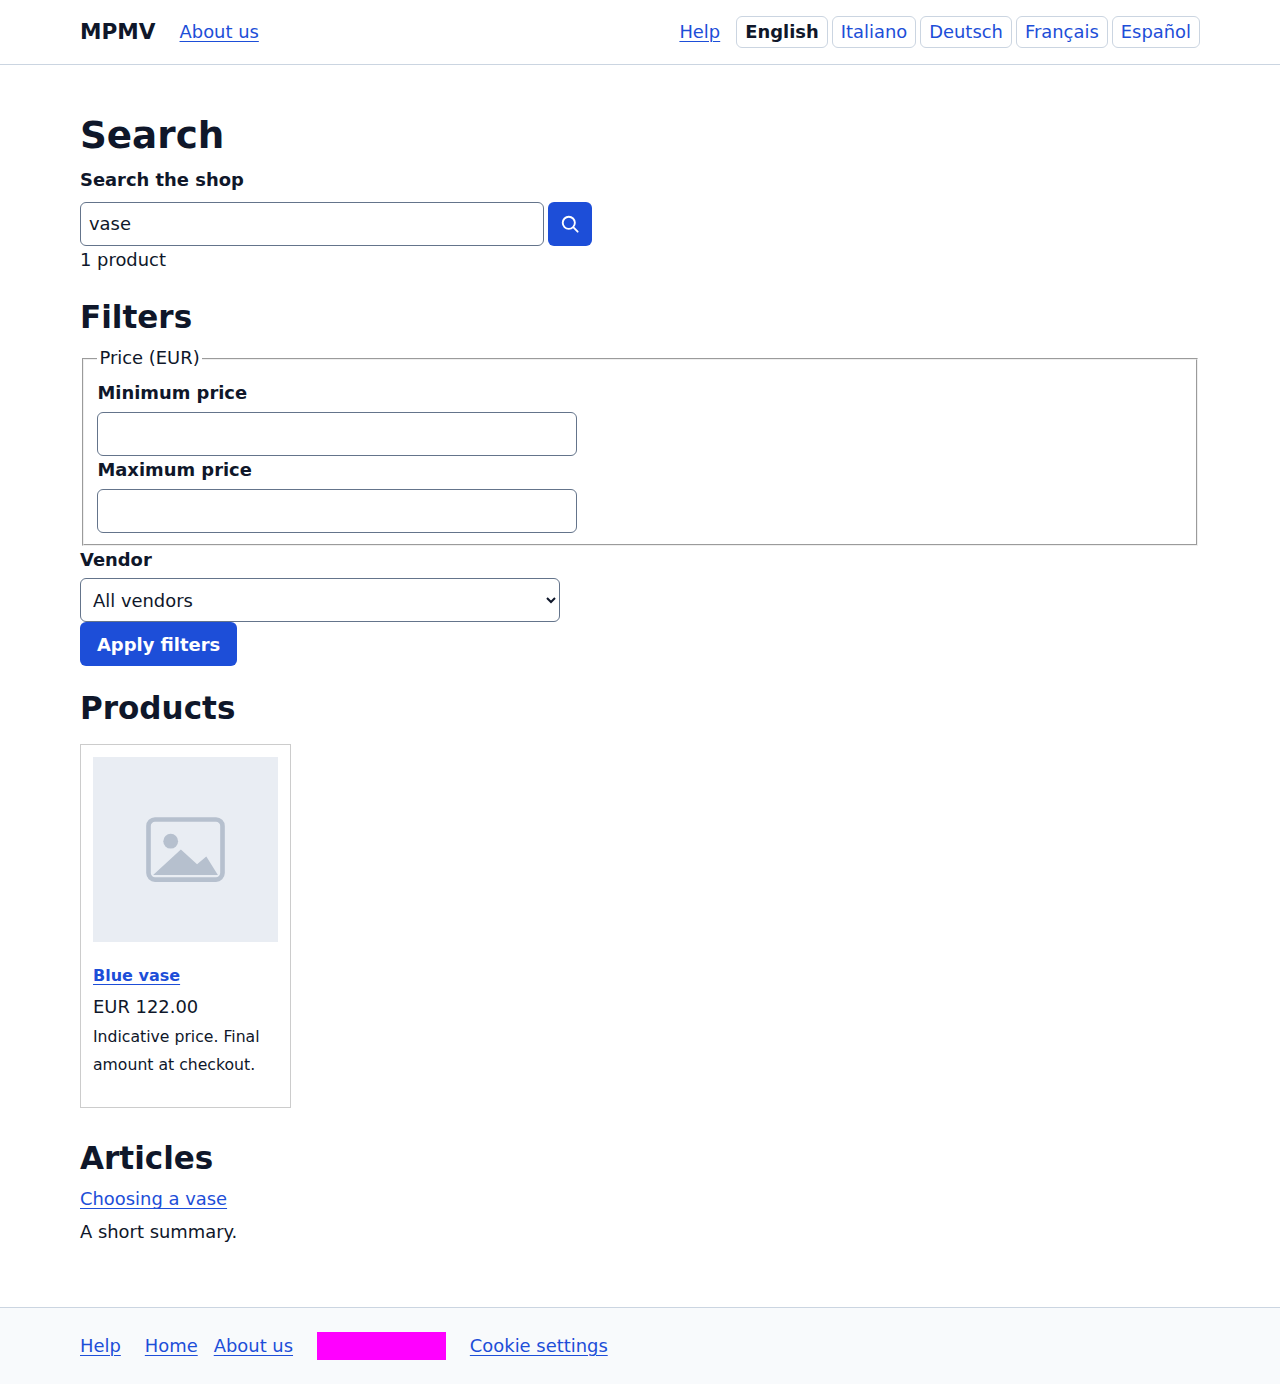 MPMV About us Help English Italiano Deutsch Français Español
Search
Search the shop
vase
1 product
Filters
Price (EUR)
Minimum price
Maximum price
Vendor
All vendors
Apply filters
Products
Blue vase
EUR 122.00
Indicative price. Final
amount at checkout.
Articles
Choosing a vase
A short summary.
Help Home About us Cookie settings